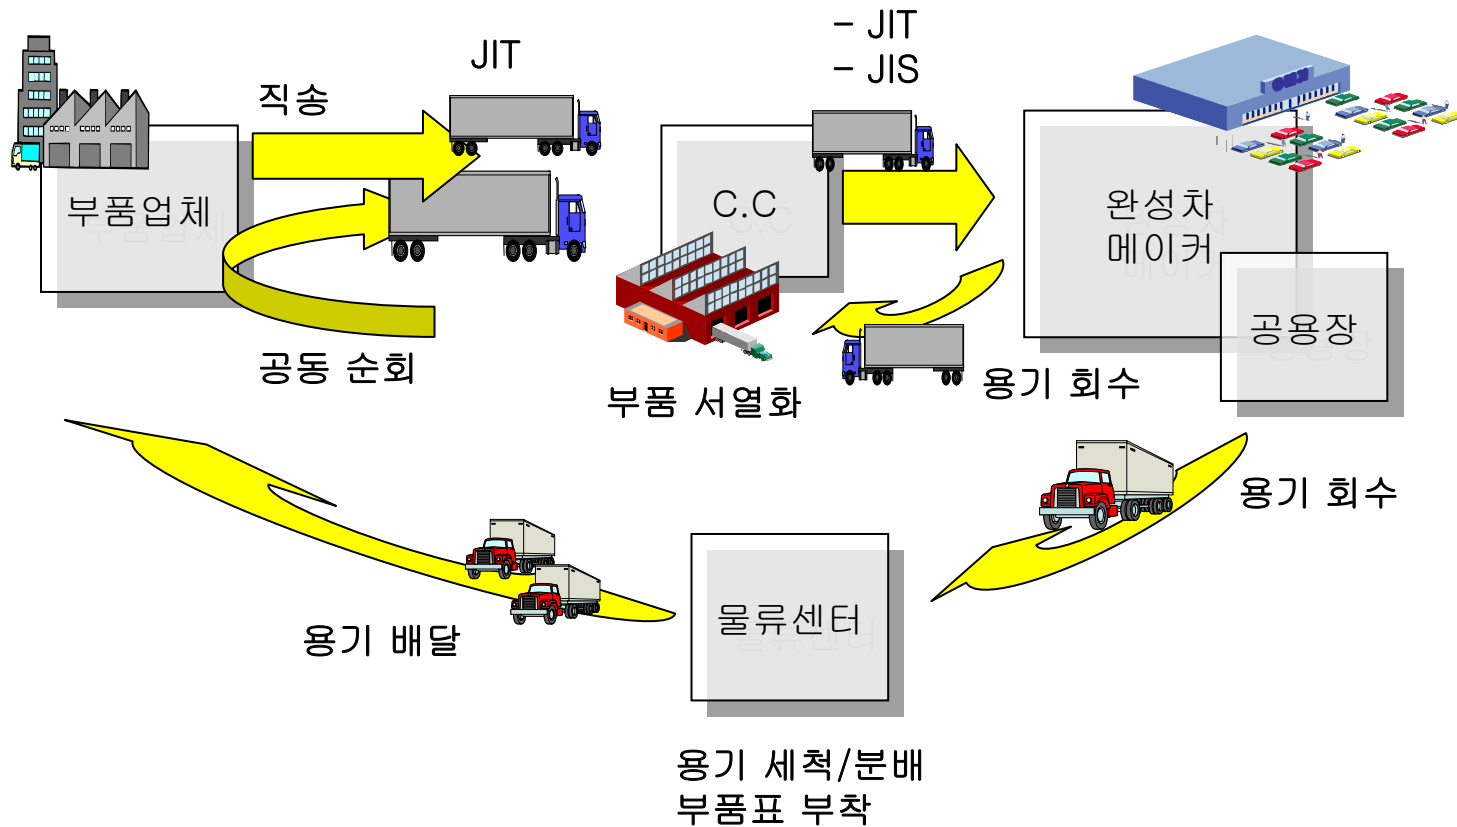 - JIT
- JIS
JIT
직송
부품업체
C.C
완성차
메이커
공용장
공동 순회
부품 서열화
용기 회수
용기 회수
용기 배달
물류센터
용기 세척/분배
부품표 부착